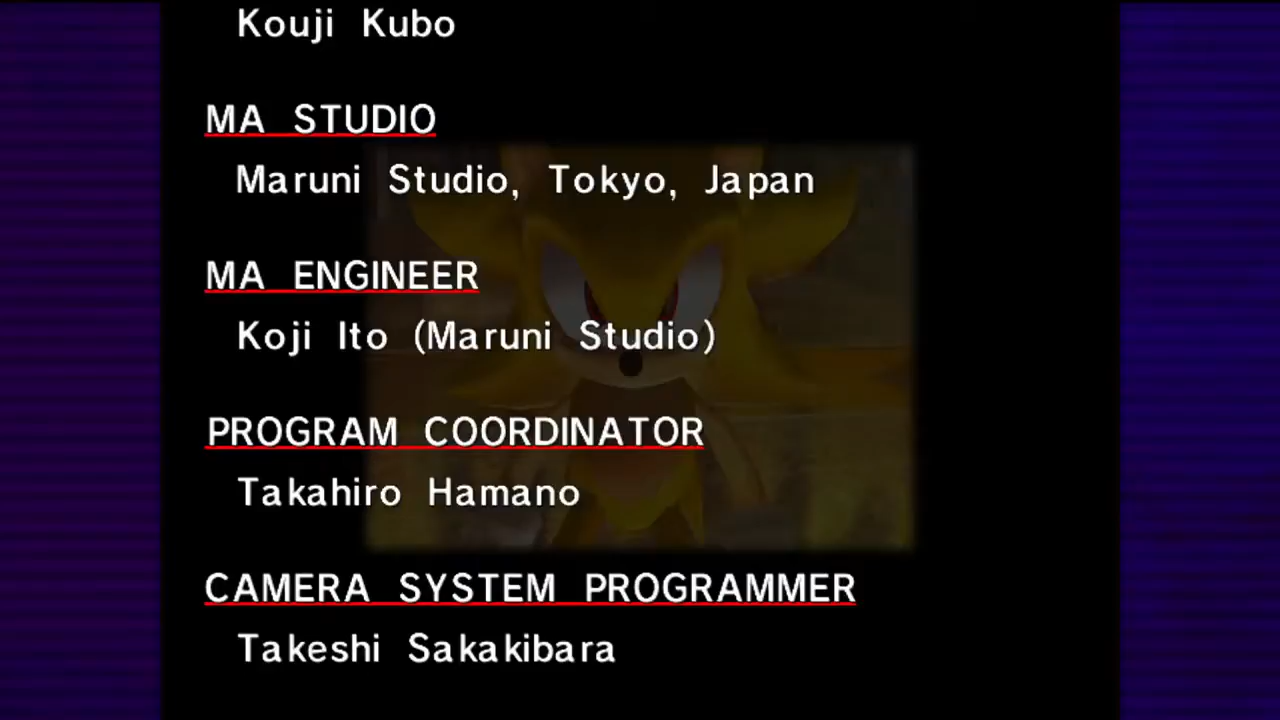 Kouji Kubo
MA STUDIO
Maruni Studio, Tokyo, Japan
MA ENGINEER
Koji Ito (Maruni Studio)
PROGRAM COORDINATOR
Takahiro Hamano
CAMERA SYSTEM PROGRAMMER
Takeshi Sakakibara